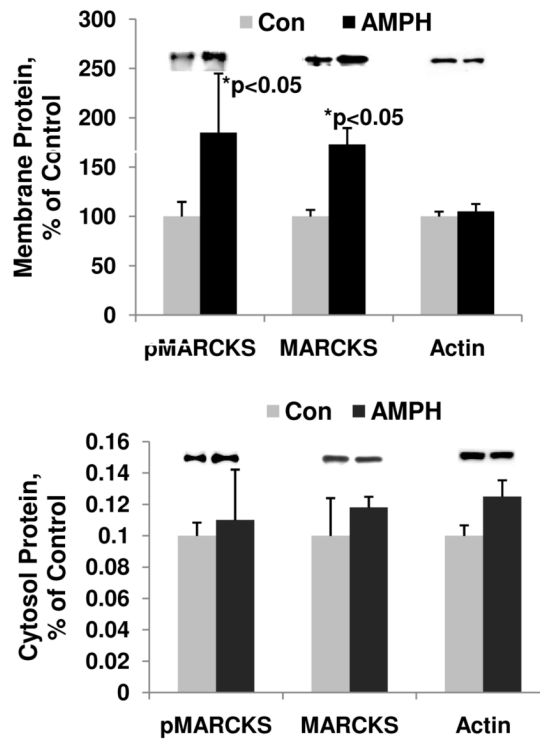 Con AMPH
Membrane Protein,
% of Control
300
250
200
150
100
50
0
*p<0.05
*p<0.05
pMARCKS MARCKS Actin
Con AMPH
Cytosol Protein,
% of Control
0.16
0.14
0.12
0.1
0.08
0.06
0.04
0.02
0
pMARCKS MARCKS Actin